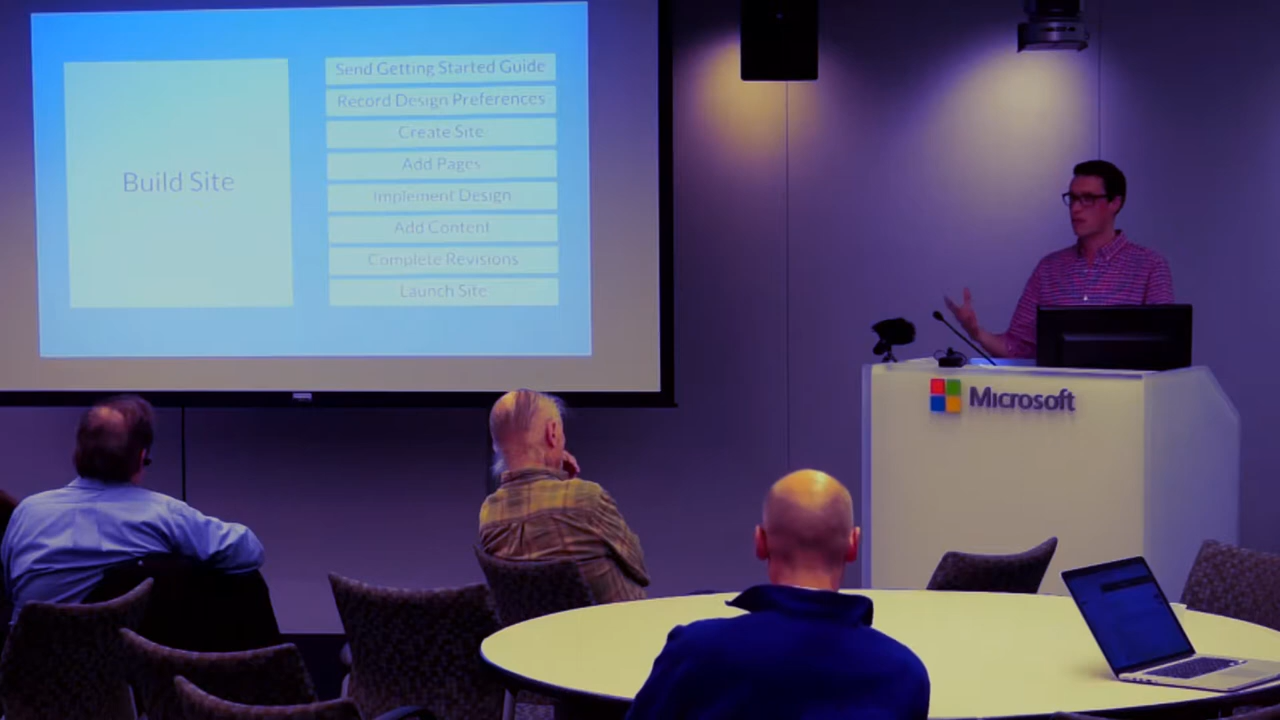 Build Site
Send Getting Started Guide
Record Design Preferences
Create Site
Add Pages
Implement Design
Add Content
Complete Revisions
Launch Site
Microsoft